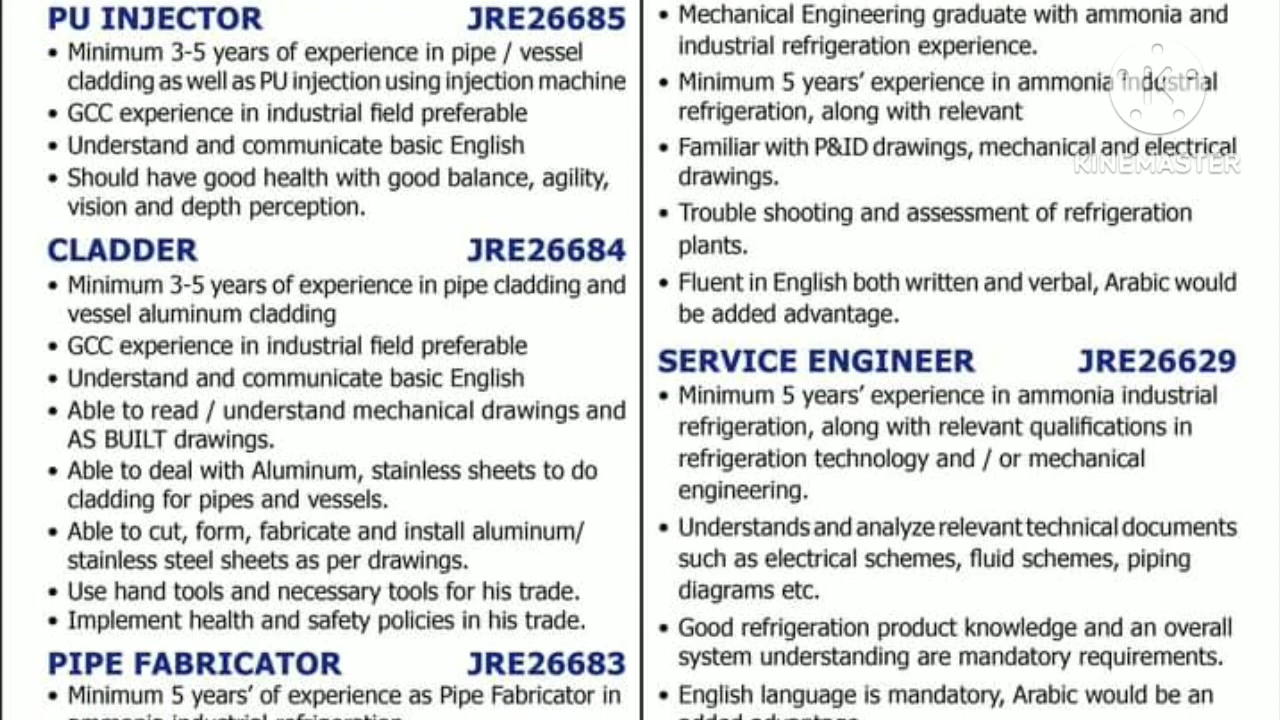 PU INJECTOR JRE26685
• Minimum 3-5 years of experience in pipe / vessel
cladding as well as PU injection using injection machine
• GCC experience in industrial field preferable
• Understand and communicate basic English
• Should have good health with good balance, agility,
vision and depth perception.
CLADDER JRE26684
• Minimum 3-5 years of experience in pipe cladding and
vessel aluminum cladding
• GCC experience in industrial field preferable
• Understand and communicate basic English
• Able to read / understand mechanical drawings and
AS BUILT drawings.
• Able to deal with Aluminum, stainless sheets to do
cladding for pipes and vessels.
• Able to cut, form, fabricate and install aluminum/
stainless steel sheets as per drawings.
• Use hand tools and necessary tools for his trade.
• Implement health and safety policies in his trade.
PIPE FABRICATOR JRE26683
• Minimum 5 years’ of experience as Pipe Fabricator in
ammonia industrial refrigeration
• Mechanical Engineering graduate with ammonia and
industrial refrigeration experience.
• Minimum 5 years’ experience in ammonia industrial
refrigeration, along with relevant
• Familiar with P&ID drawings, mechanical and electrical
drawings.
• Trouble shooting and assessment of refrigeration
plants.
• Fluent in English both written and verbal, Arabic would
be added advantage.
SERVICE ENGINEER JRE26629
• Minimum 5 years’ experience in ammonia industrial
refrigeration, along with relevant qualifications in
refrigeration technology and / or mechanical
engineering.
• Understands and analyze relevant technical documents
such as electrical schemes, fluid schemes, piping
diagrams etc.
• Good refrigeration product knowledge and an overall
system understanding are mandatory requirements.
• English language is mandatory, Arabic would be an
added advantage
K
KINEMASTER